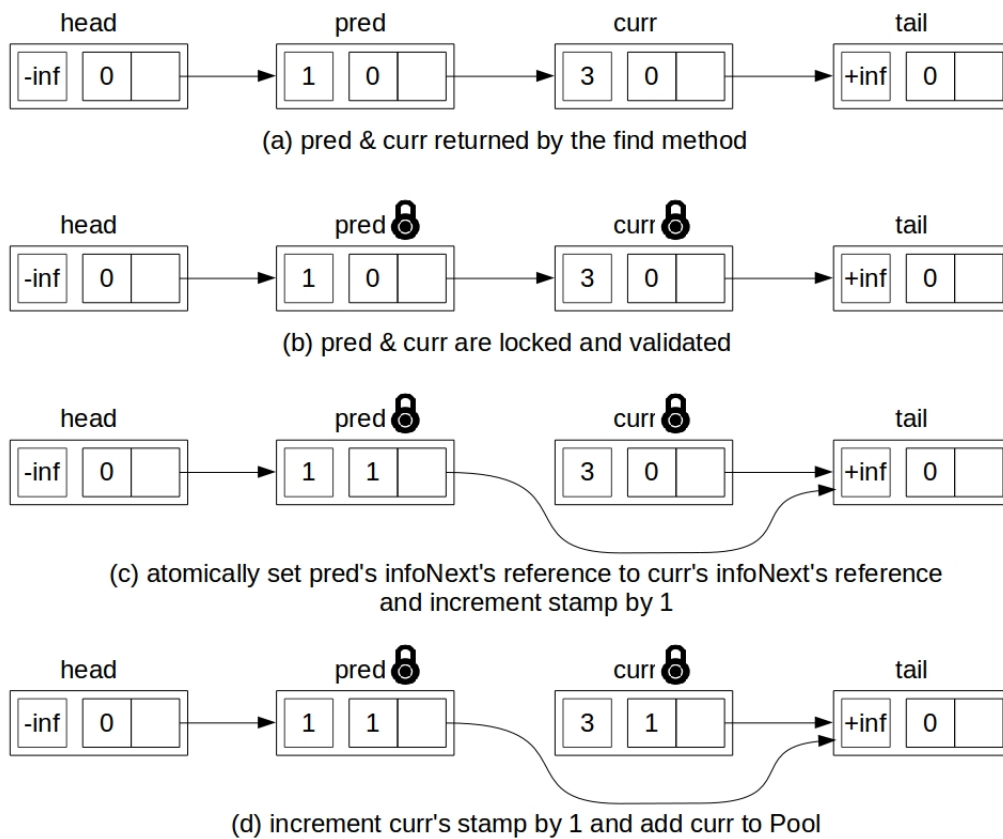 head pred curr tail
-inf 0 1 0 3 0 +inf 0
(a) pred & curr returned by the find method
head pred curr tail
-inf 0 1 0 3 0 +inf 0
(b) pred & curr are locked and validated
head pred curr tail
-inf 0 1 1 3 0 +inf 0
(c) atomically set pred's infoNext's reference to curr's infoNext's reference
and increment stamp by 1
head pred curr tail
-inf 0 1 1 3 1 +inf 0
(d) increment curr's stamp by 1 and add curr to Pool